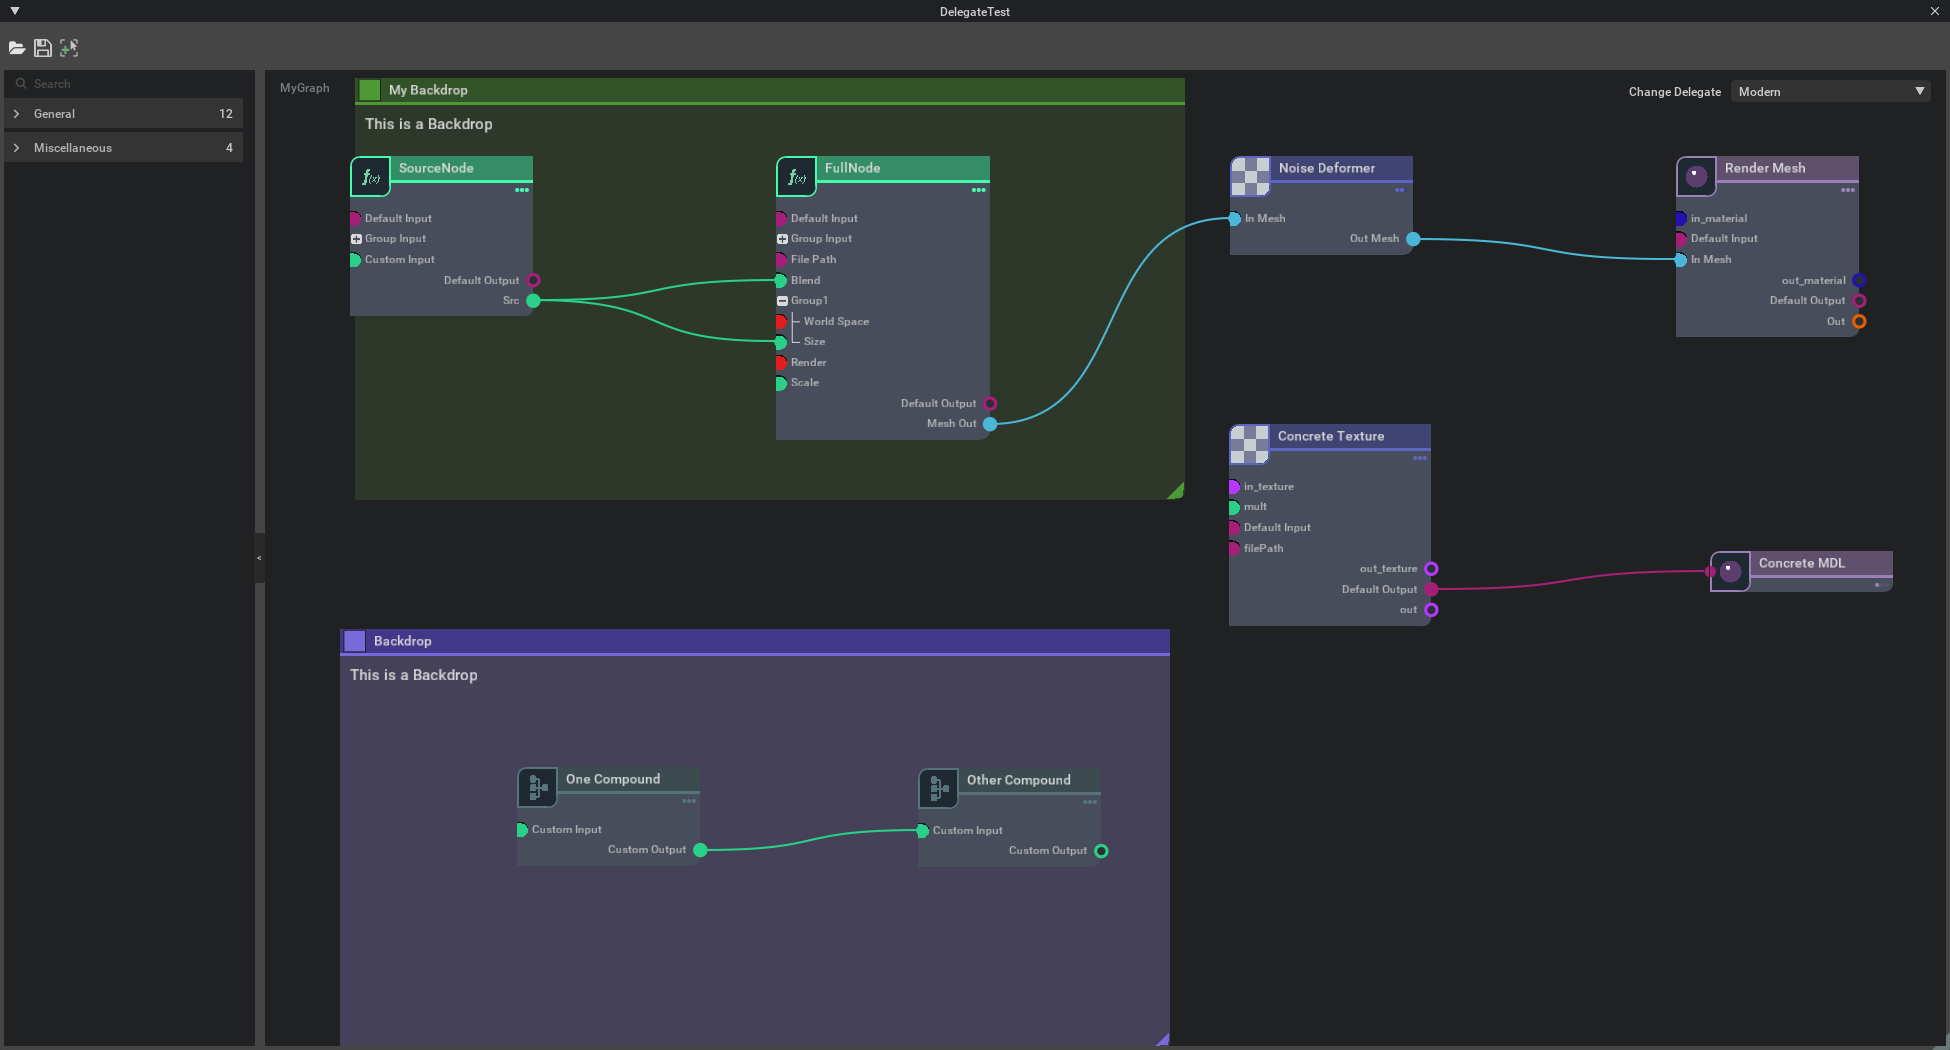 DelegateTest
Search
General 12
Miscellaneous 4
MyGraph
My Backdrop
This is a Backdrop
Change Delegate Modern
SourceNode
Default Input
Group Input
Custom Input
Default Output
Src
FullNode
Default Input
Group Input
File Path
Blend
Group1
World Space
Size
Render
Scale
Default Output
Mesh Out
Noise Deformer
In Mesh
Out Mesh
Render Mesh
in_material
Default Input
In Mesh
out_material
Default Output
Out
Concrete Texture
in_texture
mult
Default Input
filePath
out_texture
Default Output
out
Concrete MDL
Backdrop
This is a Backdrop
One Compound
Custom Input
Custom Output
Other Compound
Custom Input
Custom Output